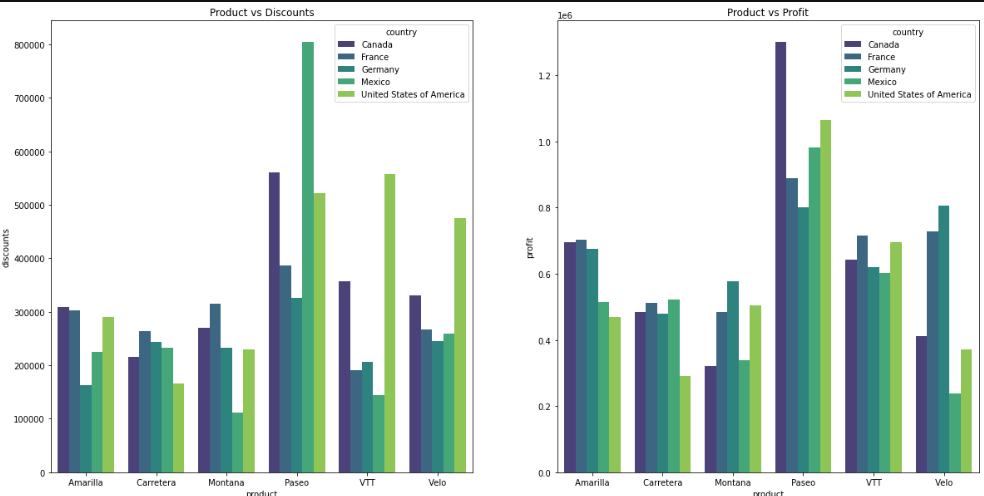 Product vs Discounts
country
Canada
France
Germany
Mexico
United States of America
800000
700000
600000
500000
400000
300000
200000
100000
0
discounts
Amarilla Carretera Montana Paseo VTT Velo
product
Product vs Profit
1e6
country
Canada
France
Germany
Mexico
United States of America
1.2
1.0
0.8
0.6
0.4
0.2
0.0
profit
Amarilla Carretera Montana Paseo VTT Velo
product